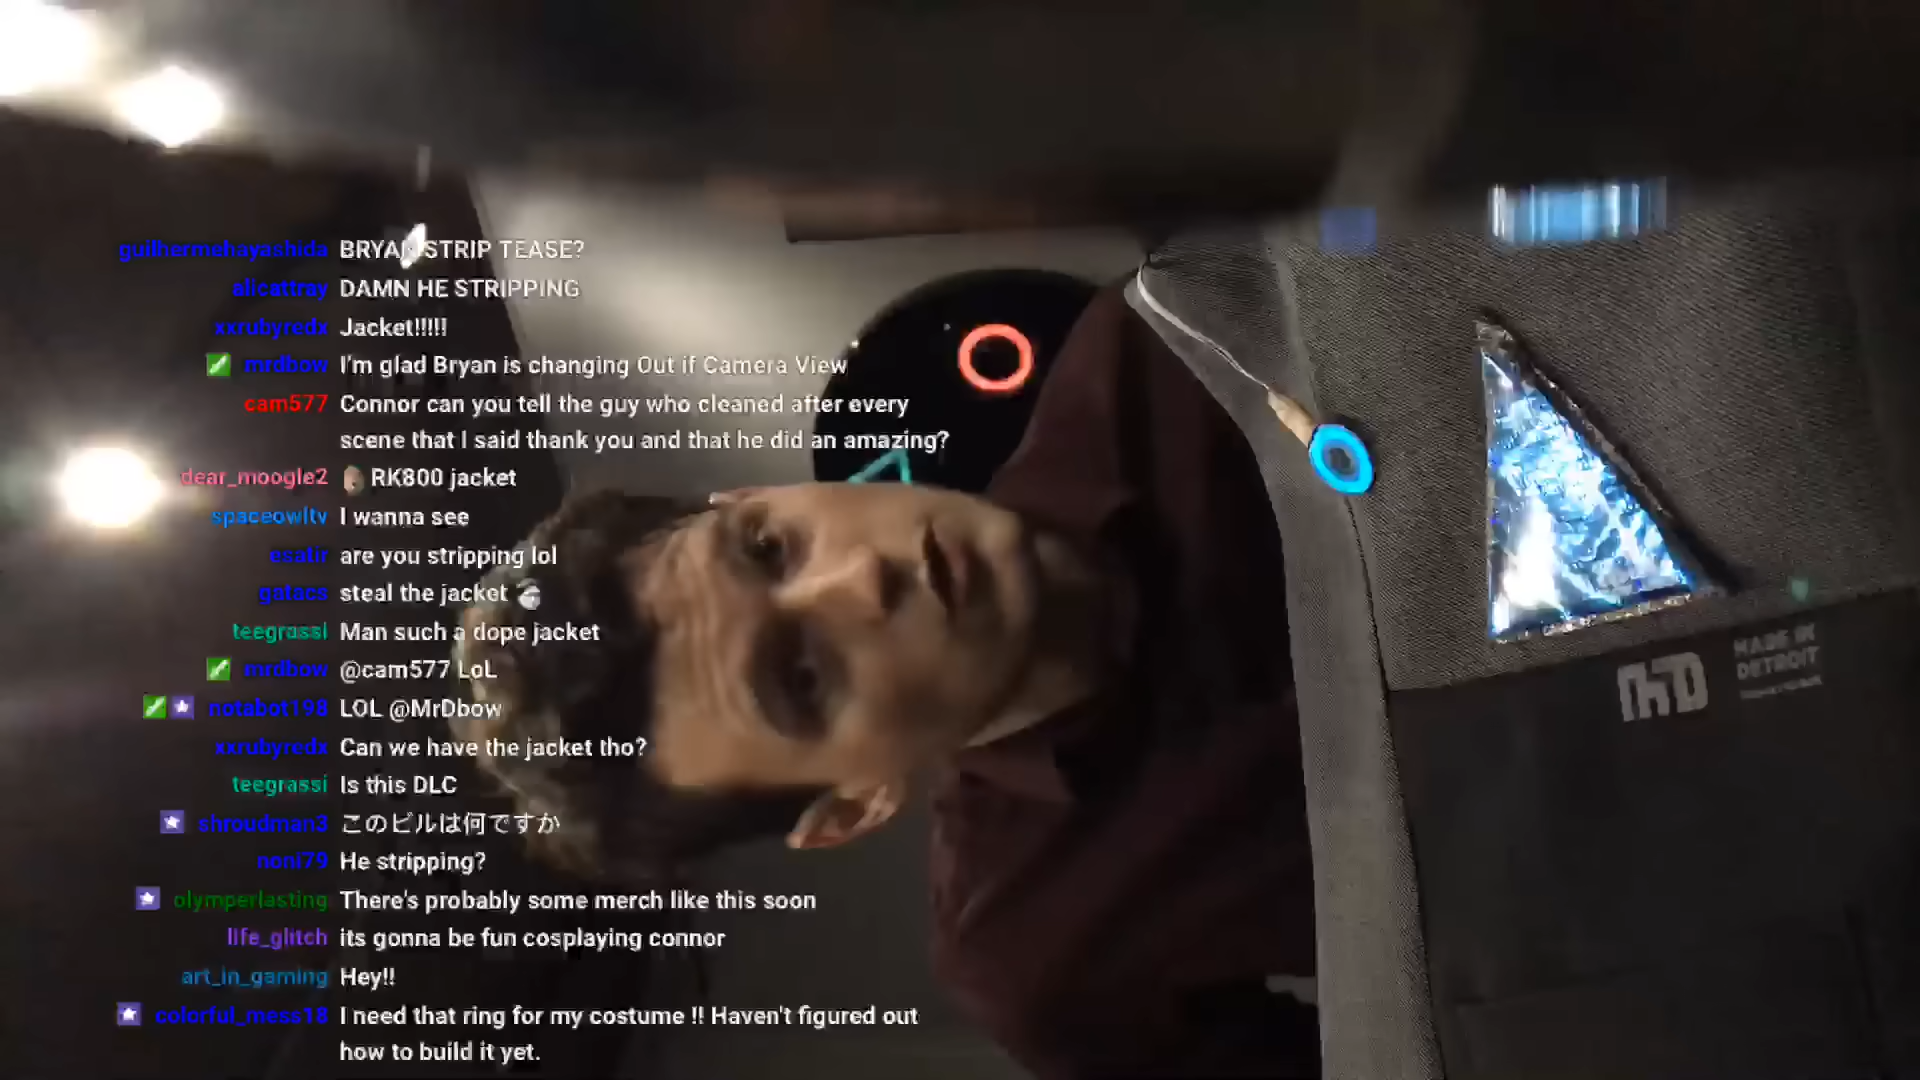 guilhermehayashida BRYAN STRIP TEASE?
alicattray DAMN HE STRIPPING
xxrubyredx Jacket!!!!!
mrdbow I'm glad Bryan is changing Out if Camera View
cam577 Connor can you tell the guy who cleaned after every
scene that I said thank you and that he did an amazing?
dear_moogle2 RK800 jacket
spaceowltv I wanna see
esatir are you stripping lol
gatacs steal the jacket
teegrassi Man such a dope jacket
mrdbow @cam577 LoL
notabot198 LOL @MrDbow
xxrubyredx Can we have the jacket tho?
teegrassi Is this DLC
shroudman3 このビルは何ですか
noni79 He stripping?
olymperlasting There's probably some merch like this soon
life_glitch its gonna be fun cosplaying connor
art_in_gaming Hey!!
colorful_mess18 I need that ring for my costume !! Haven't figured out
how to build it yet.
MADE IN
DETROIT